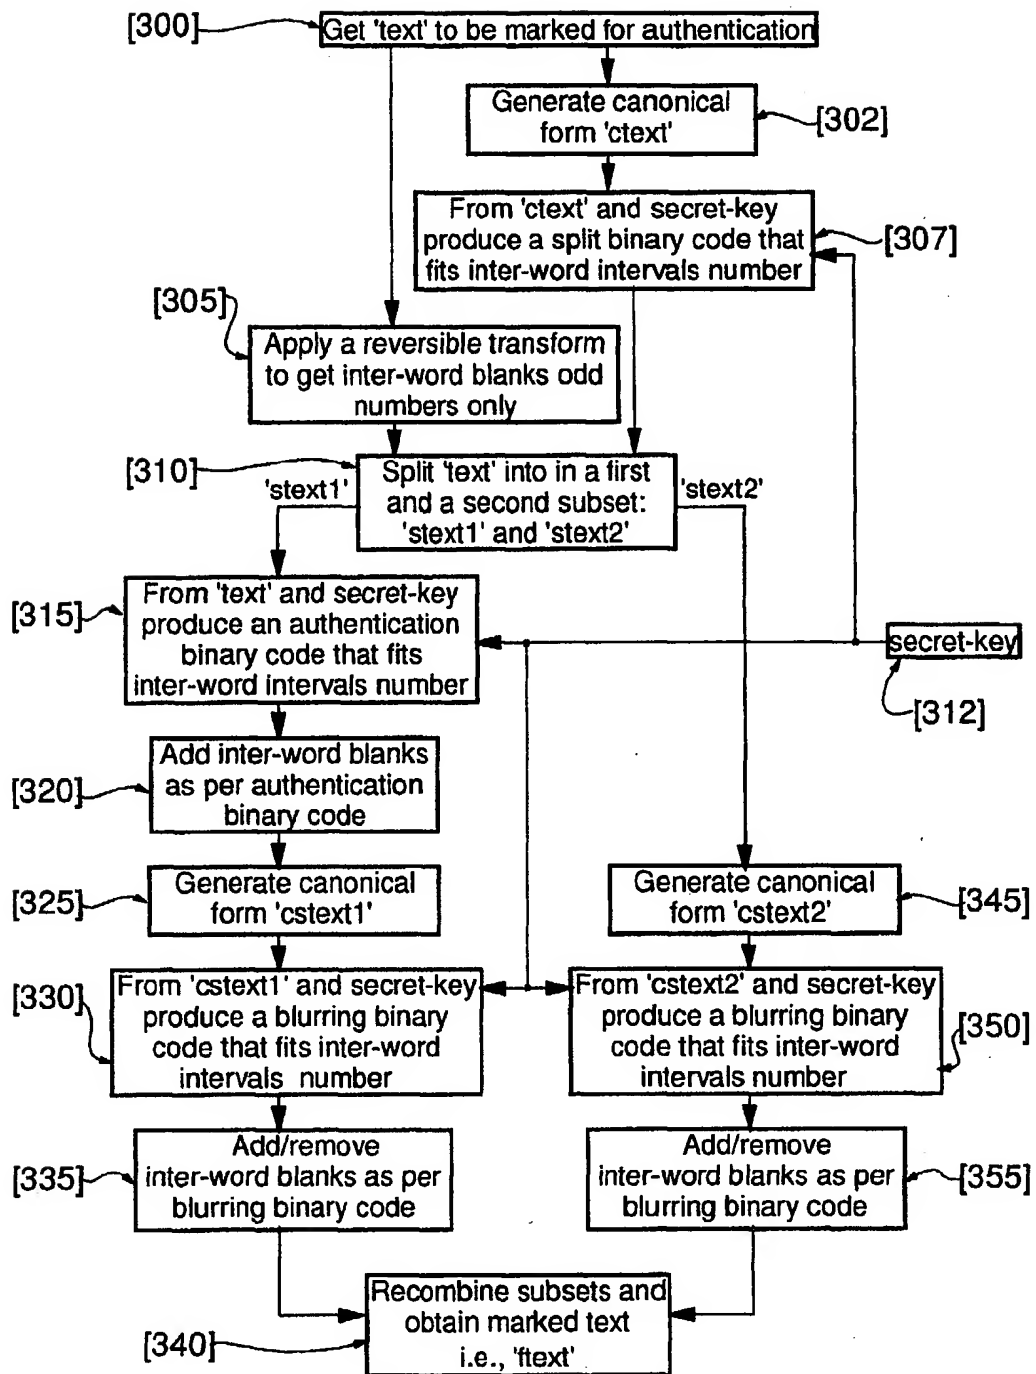 [300]
Get 'text' to be marked for authentication
Generate canonical
form 'ctext'
[302]
From 'ctext' and secret-key
produce a split binary code that
fits inter-word intervals number
[307]
[305]
Apply a reversible transform
to get inter-word blanks odd
numbers only
[310]
Split 'text' into in a first
and a second subset:
'stext1' and 'stext2'
'stext1'
'stext2'
[315]
From 'text' and secret-key
produce an authentication
binary code that fits
inter-word intervals number
secret-key
[312]
[320]
Add inter-word blanks
as per authentication
binary code
[325]
Generate canonical
form 'cstext1'
Generate canonical
form 'cstext2'
[345]
[330]
From 'cstext1' and secret-key
produce a blurring binary
code that fits inter-word
intervals number
From 'cstext2' and secret-key
produce a blurring binary
code that fits inter-word
intervals number
[350]
[335]
Add/remove
inter-word blanks as per
blurring binary code
Add/remove
inter-word blanks as per
blurring binary code
[355]
Recombine subsets and
obtain marked text
i.e., 'ftext'
[340]